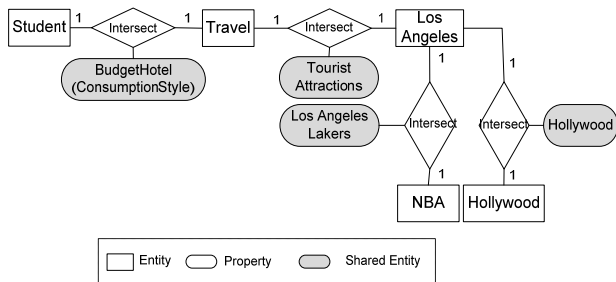 Student
1
Intersect
1
Travel
1
Intersect
1
Los
Angeles
BudgetHotel
(ConsumptionStyle)
Tourist
Attractions
1
1
Los Angeles
Lakers
Intersect
Intersect
Hollywood
1
1
NBA
Hollywood
Entity
Property
Shared Entity